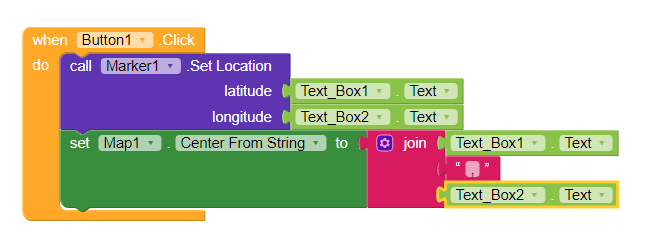 when Button1 .Click
do call Marker1 .Set Location
latitude Text_Box1 . Text
longitude Text_Box2 . Text
set Map1 . Center From String to join Text_Box1 . Text
“ , ”
Text_Box2 . Text